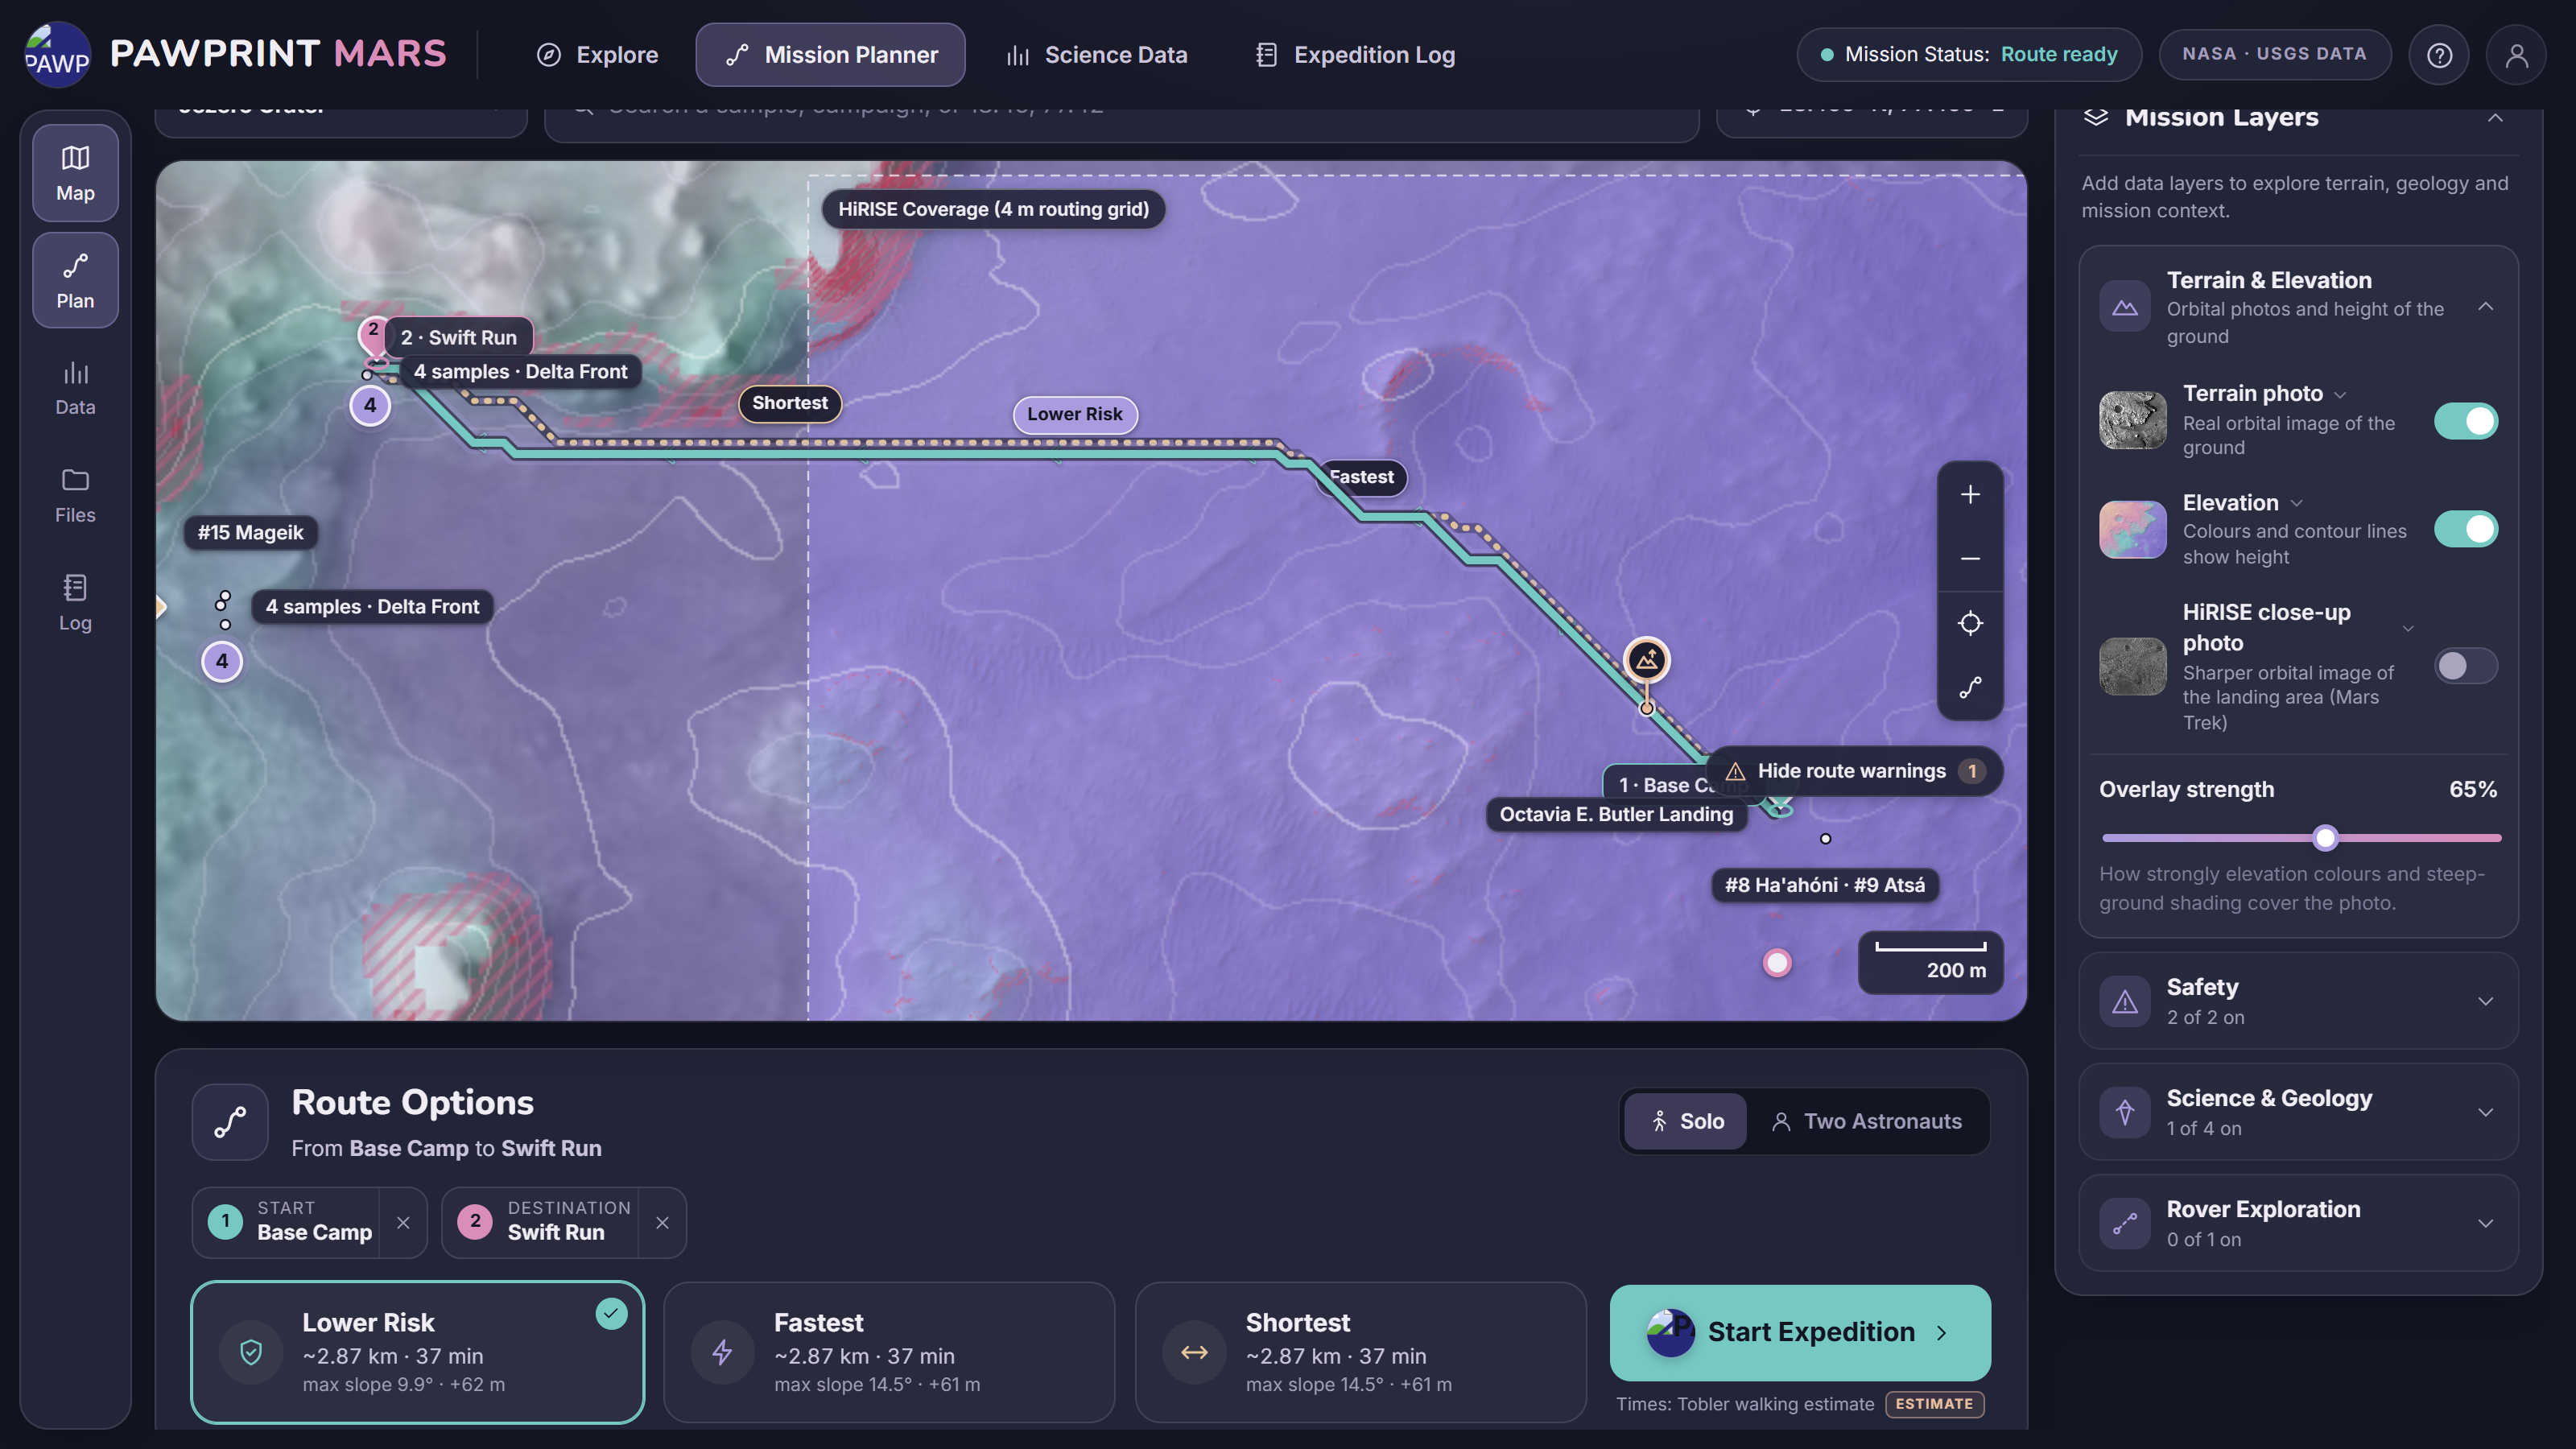 PAWP
PAWPRINT MARS
Explore
Mission Planner
Science Data
Expedition Log
Mission Status: Route ready
NASA · USGS DATA
Map
Plan
Data
Files
Log
HiRISE Coverage (4 m routing grid)
2
2 · Swift Run
4 samples · Delta Front
4
Shortest
Lower Risk
Fastest
#15 Mageik
4 samples · Delta Front
4
Hide route warnings 1
1 · Base Camp
Octavia E. Butler Landing
#8 Ha'ahóni · #9 Atsá
200 m
Route Options
From Base Camp to Swift Run
Solo
Two Astronauts
1
START
Base Camp
2
DESTINATION
Swift Run
Lower Risk
~2.87 km · 37 min
max slope 9.9° · +62 m
Fastest
~2.87 km · 37 min
max slope 14.5° · +61 m
Shortest
~2.87 km · 37 min
max slope 14.5° · +61 m
Start Expedition
Times: Tobler walking estimate ESTIMATE
Mission Layers
Add data layers to explore terrain, geology and
mission context.
Terrain & Elevation
Orbital photos and height of the
ground
Terrain photo
Real orbital image of the
ground
Elevation
Colours and contour lines
show height
HiRISE close-up
photo
Sharper orbital image of
the landing area (Mars
Trek)
Overlay strength 65%
How strongly elevation colours and steep-
ground shading cover the photo.
Safety
2 of 2 on
Science & Geology
1 of 4 on
Rover Exploration
0 of 1 on